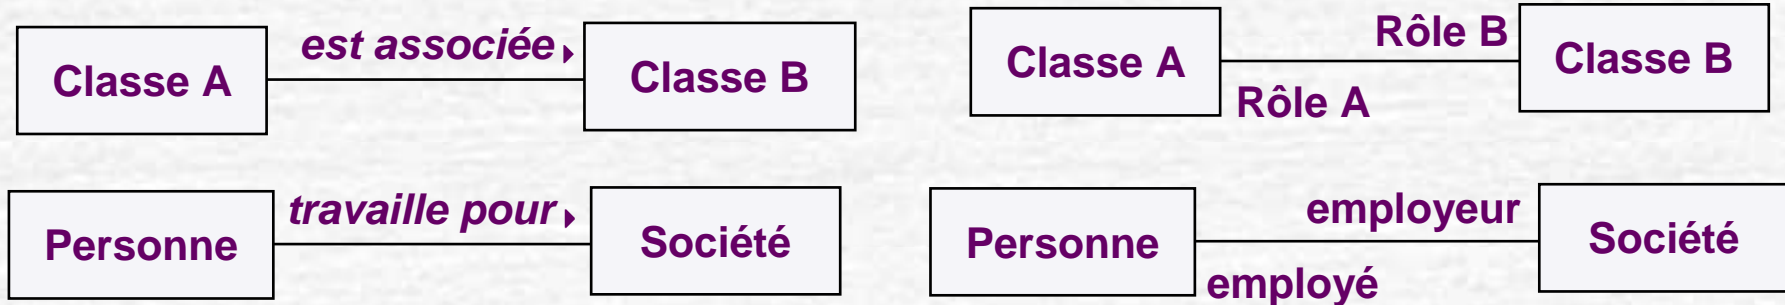 Classe A est associée Classe B
Classe A Rôle B Classe B
Rôle A
Personne travaille pour Société
Personne employeur Société
employé